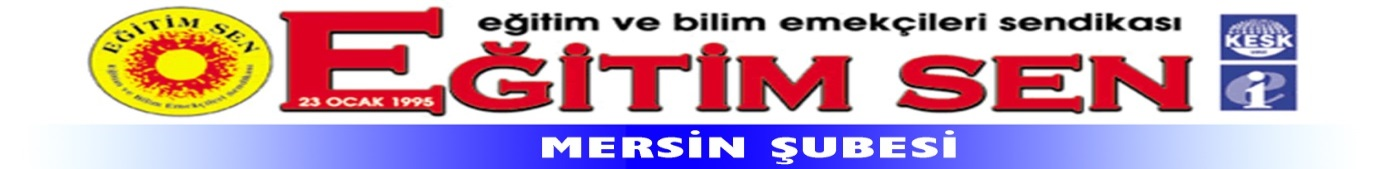 EĞİTİM SEN
eğitim ve bilim emekçileri sendikası
eğitim ve bilim emekçileri sendikası
EĞİTİM SEN
23 OCAK 1995
KESK
ei
MERSİN ŞUBESİ